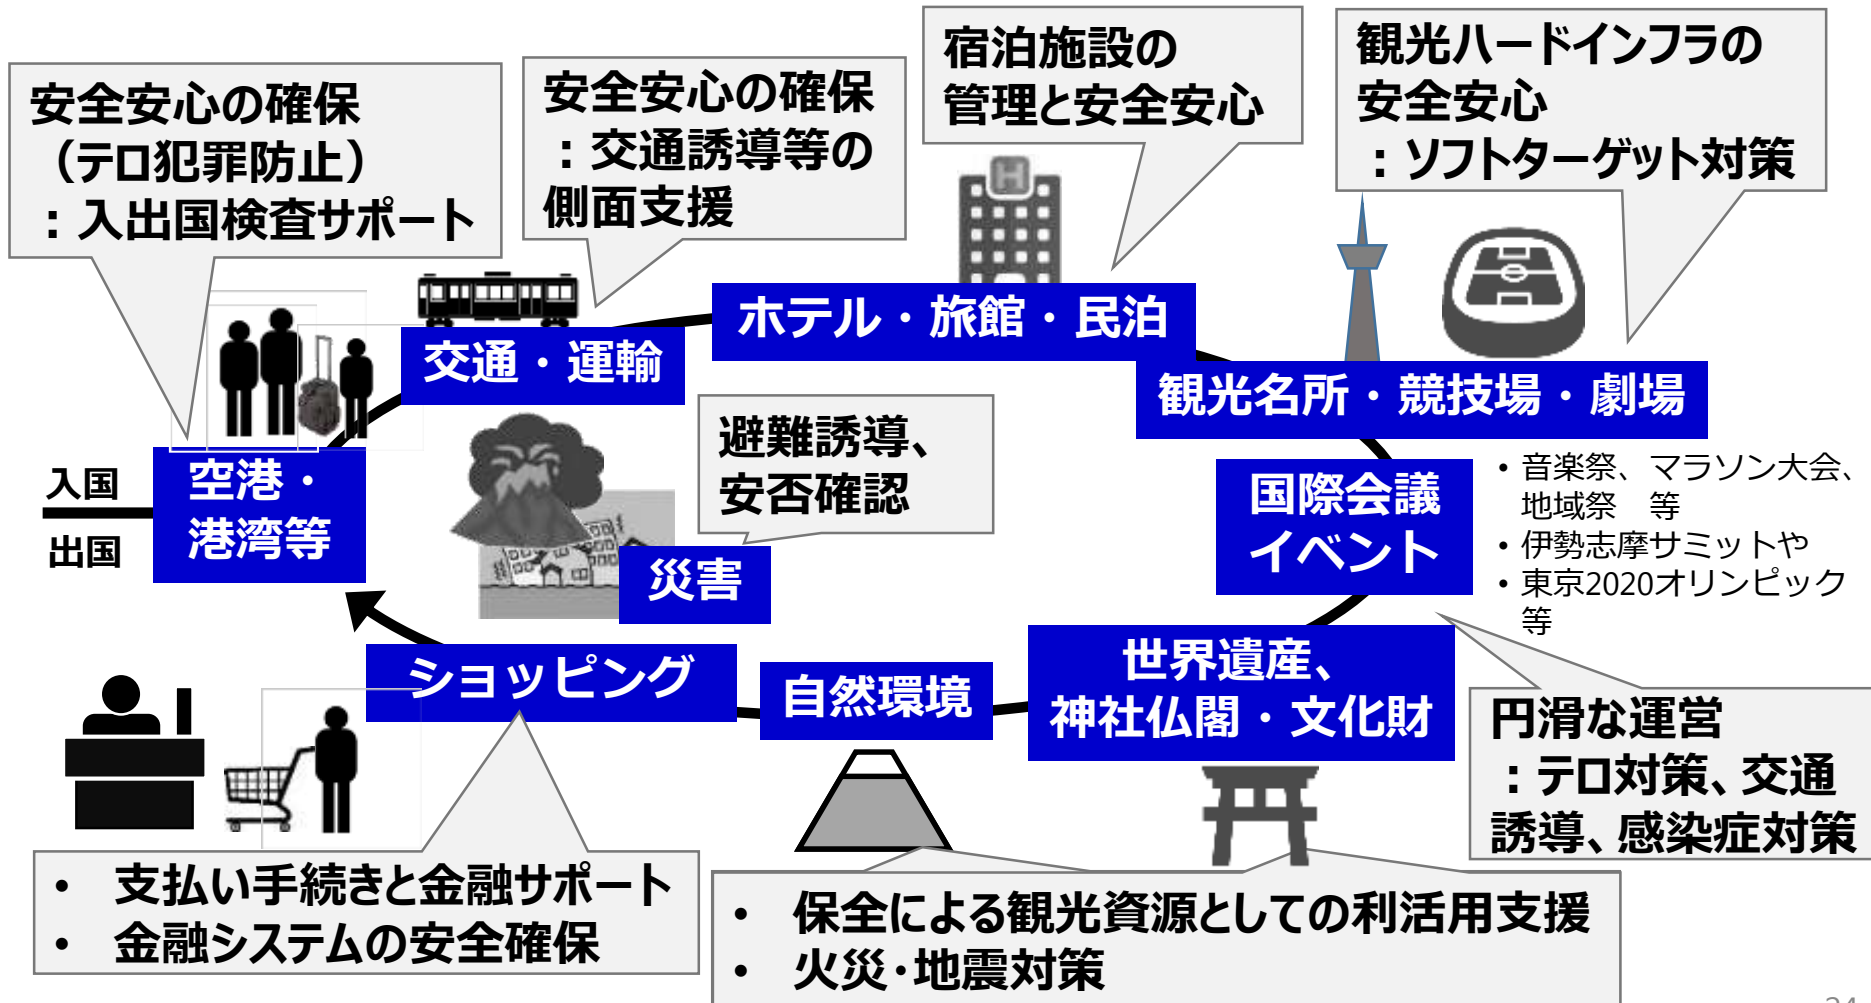 安全安心の確保
（テロ犯罪防止）
：入出国検査サポート
安全安心の確保
：交通誘導等の
側面支援
宿泊施設の
管理と安全安心
観光ハードインフラの
安全安心
：ソフトターゲット対策
H
ホテル・旅館・民泊
交通・運輸
観光名所・競技場・劇場
避難誘導、
安否確認
入国
出国
空港・
港湾等
災害
国際会議
イベント
• 音楽祭、マラソン大会、
地域祭　等
• 伊勢志摩サミットや
• 東京2020オリンピック
等
ショッピング
自然環境
世界遺産、
神社仏閣・文化財
円滑な運営
：テロ対策、交通
誘導、感染症対策
• 支払い手続きと金融サポート
• 金融システムの安全確保
• 保全による観光資源としての利活用支援
• 火災・地震対策